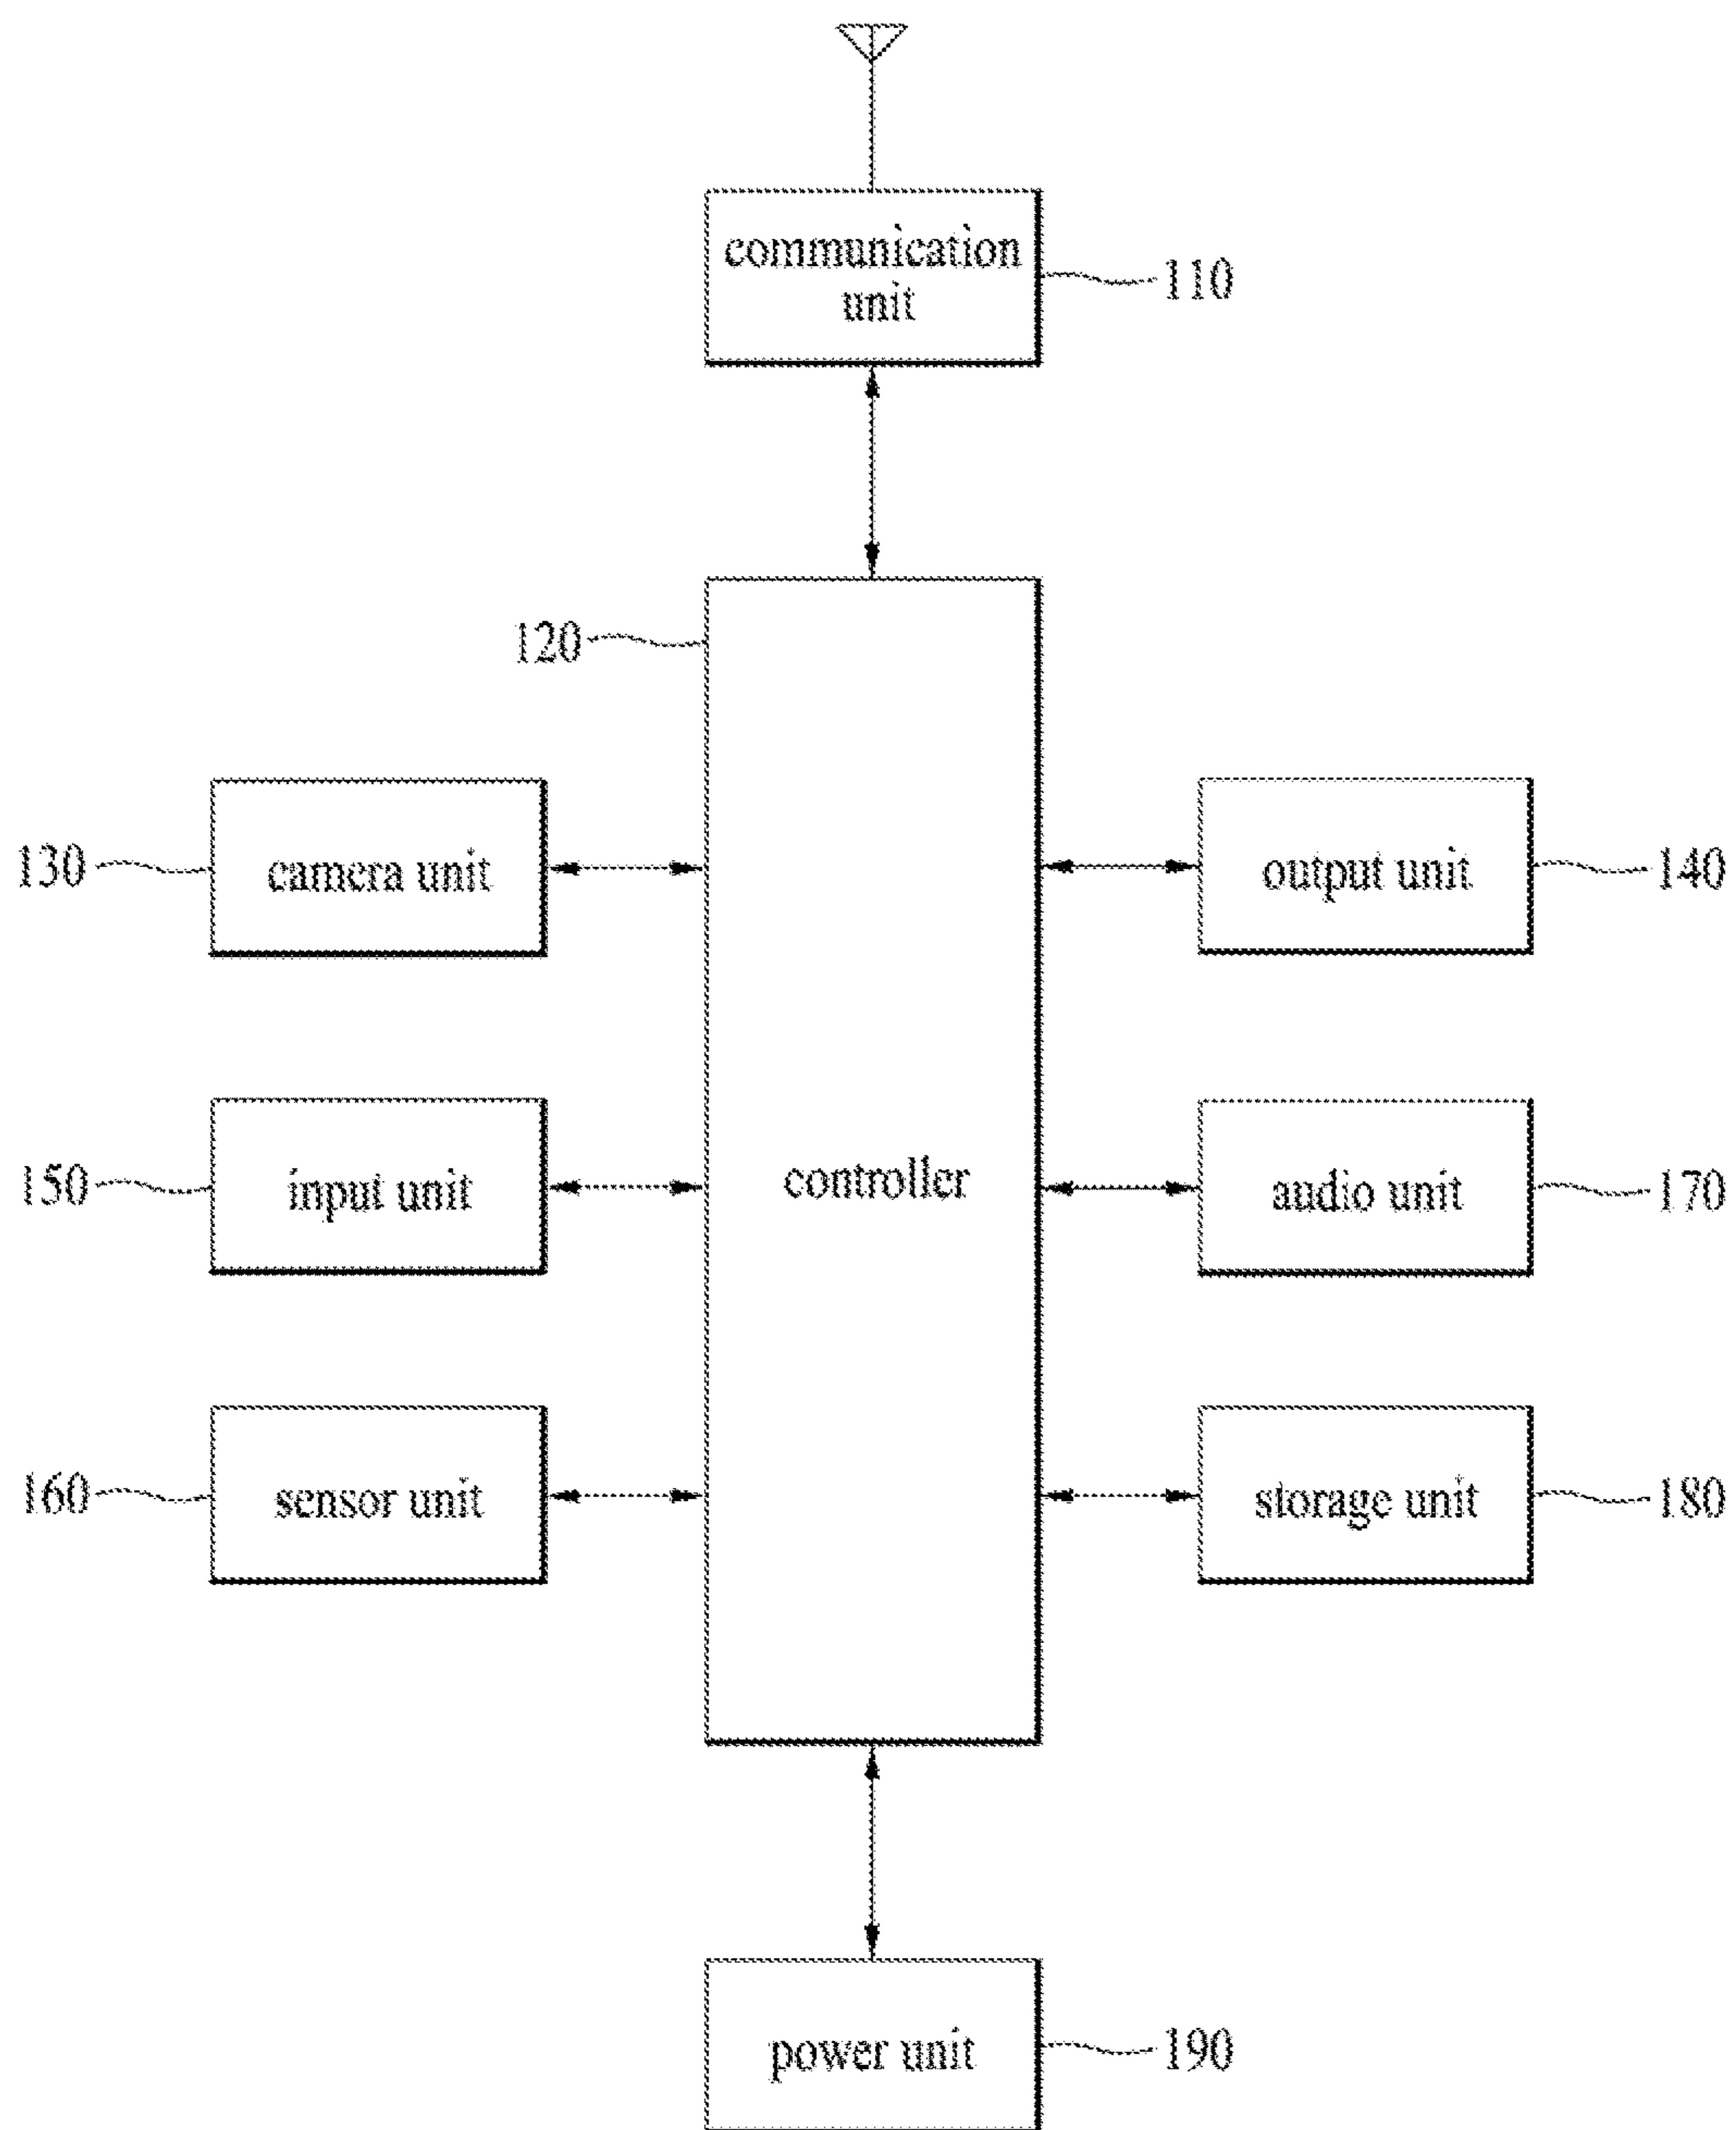 communication
unit
110
120
130
camera unit
output unit
140
150
input unit
controller
audio unit
170
160
sensor unit
storage unit
180
power unit
190